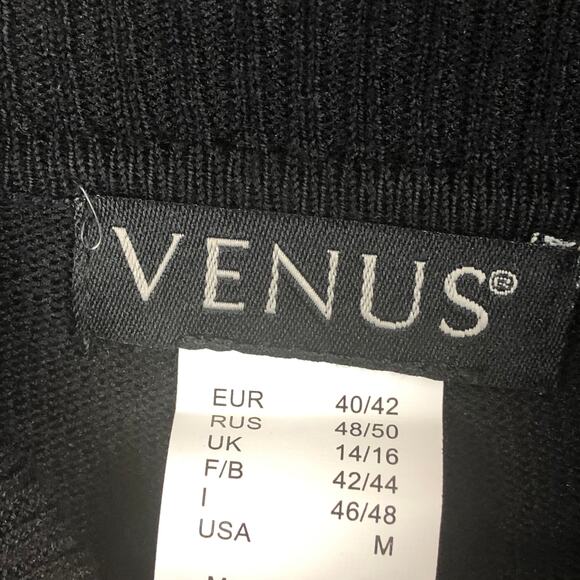 VENUS®
EUR 40/42
RUS 48/50
UK 14/16
F/B 42/44
I 46/48
USA M